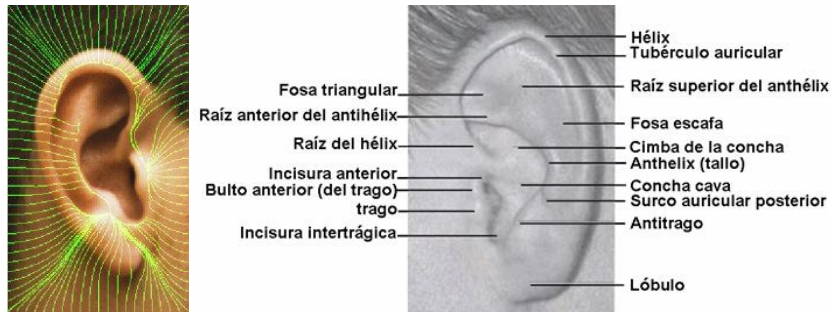 Fosa triangular
Raíz anterior del antihélix
Raíz del hélix
Incisura anterior
Bulto anterior (del trago)
trago
Incisura intertrágica
Hélix
Tubérculo auricular
Raíz superior del anthélix
Fosa escafa
Cimba de la concha
Anthelix (tallo)
Concha cava
Surco auricular posterior
Antitrago
Lóbulo